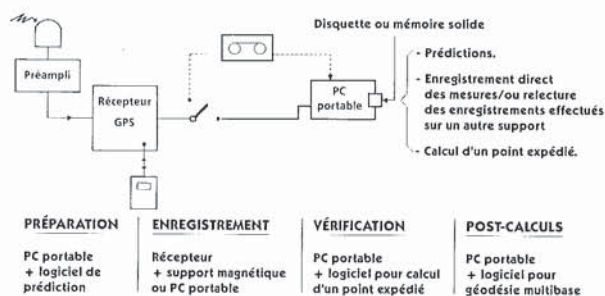 Disquette ou mémoire solide
Préampli
Récepteur
GPS
PC
portable
- Prédictions.
- Enregistrement direct
des mesures/ou relecture
des enregistrements effectués
sur un autre support
- Calcul d'un point expédié.
PRÉPARATION
PC portable
+ logiciel de
prédiction
ENREGISTREMENT
Récepteur
+ support magnétique
ou PC portable
VÉRIFICATION
PC portable
+ logiciel pour calcul
d'un point expédié
POST-CALCULS
PC portable
+ logiciel pour
géodésie multibase